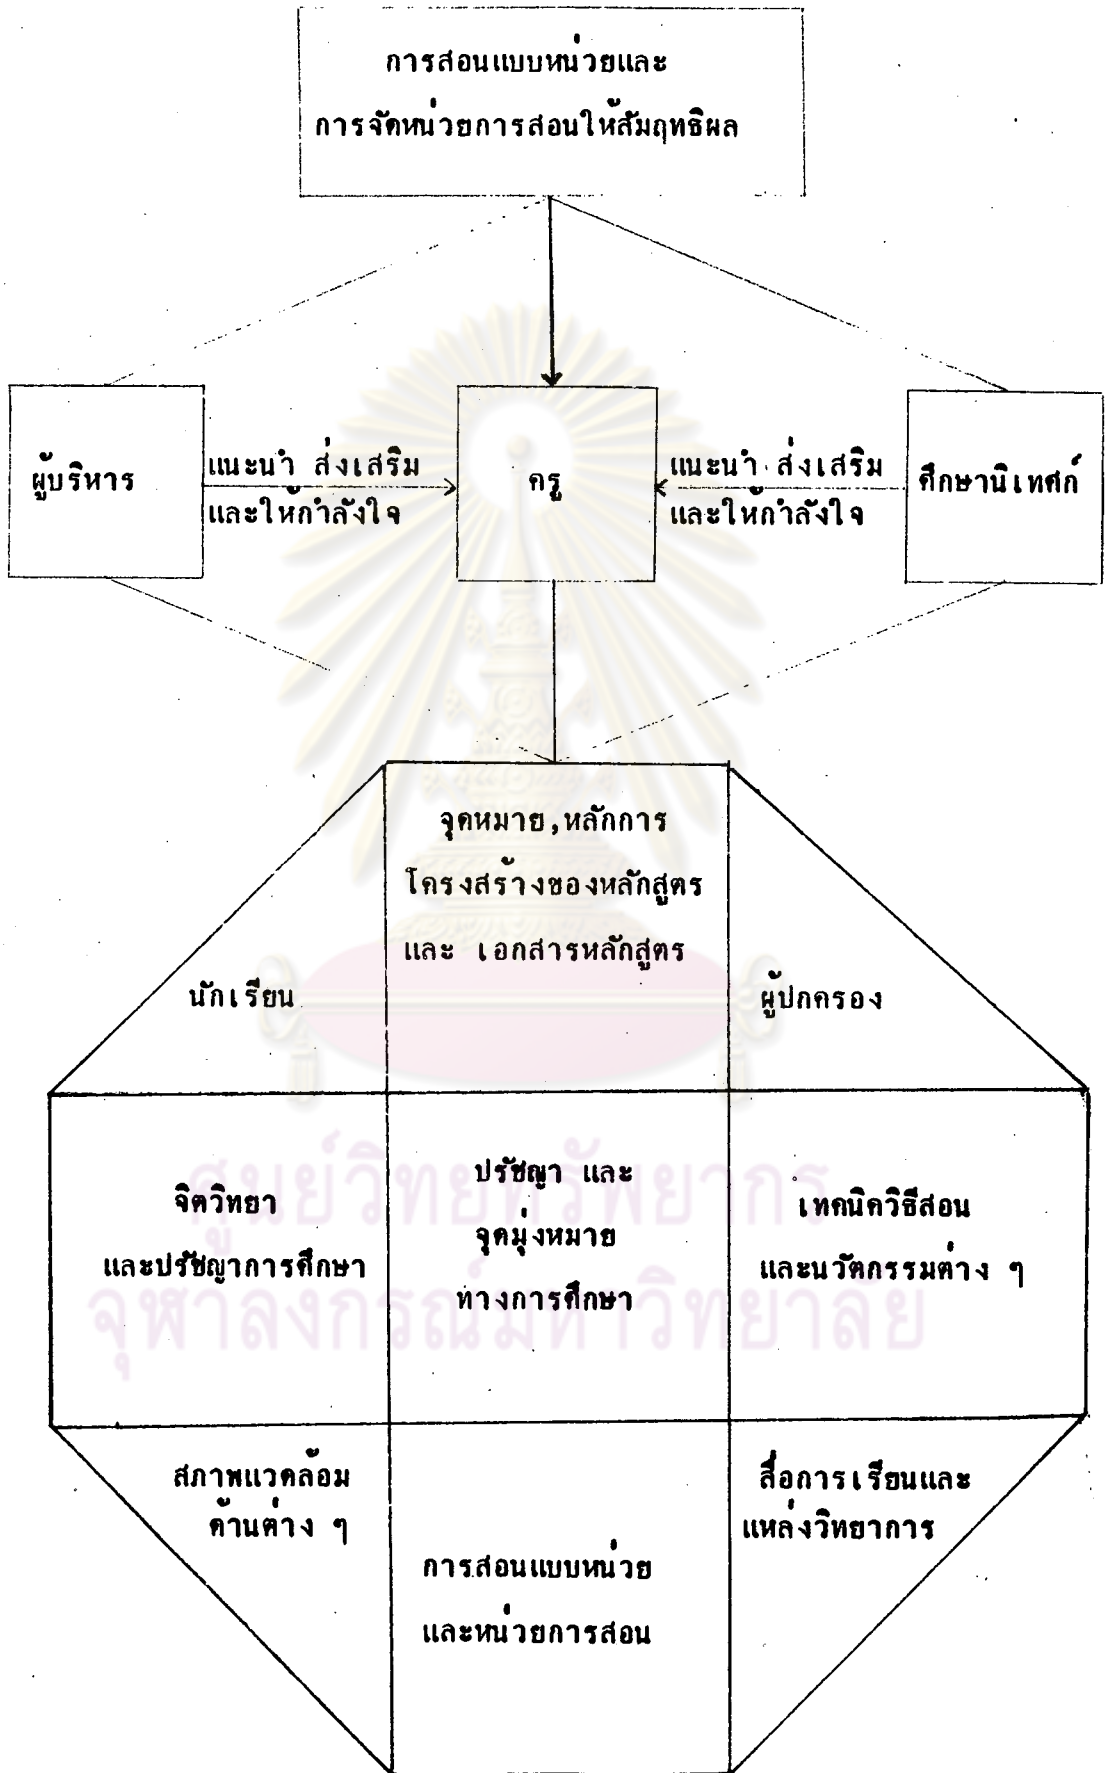 การสอนแบบหน่วยและ
การจัดหน่วยการสอนให้สัมฤทธิผล
ผู้บริหาร
แนะนำ ส่งเสริม
และให้กำลังใจ
ครู
แนะนำ ส่งเสริม
และให้กำลังใจ
ศึกษานิเทศก์
จุดหมาย,หลักการ
โครงสร้างของหลักสูตร
และ เอกสารหลักสูตร
นักเรียน
ผู้ปกครอง
จิตวิทยา
และปรัชญาการศึกษา
ปรัชญา และ
จุดมุ่งหมาย
ทางการศึกษา
เทคนิควิธีสอน
และนวัตกรรมต่าง ๆ
ศูนย์วิทยทรัพยากร
จุฬาลงกรณ์มหาวิทยาลัย
สภาพแวดล้อม
ด้านต่าง ๆ
การสอนแบบหน่วย
และหน่วยการสอน
สื่อการเรียนและ
แหล่งวิทยาการ